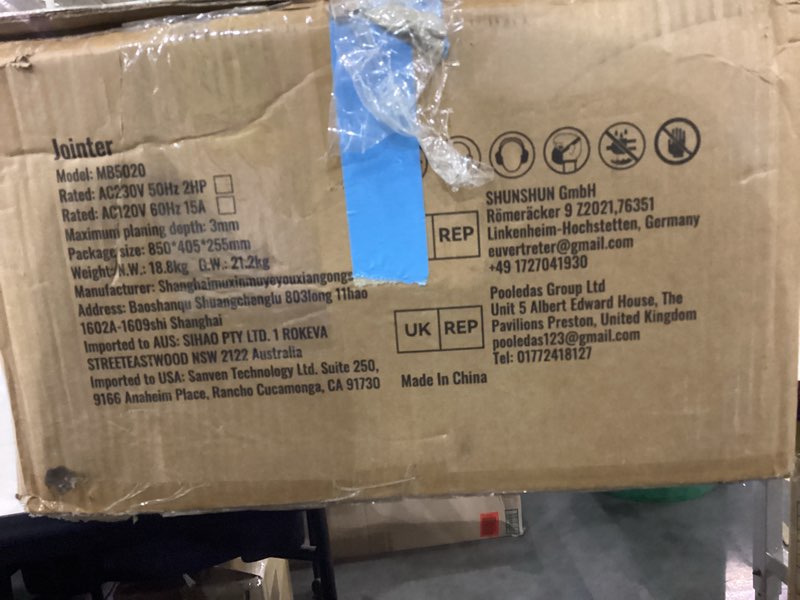 Jointer
Model: MB5020
Rated: AC230V 50Hz 2HP
Rated: AC120V 60Hz 15A
Maximum planing depth: 3mm
Package size: 850*405*255mm
Weight: N.W.: 18.8kg G.W.: 21.2kg
Manufacturer: Shanghaimuxinmuyeyouxiangongs
Address: Baoshanqu Shuangchenglu 803long 11hao
1602A-1609shi Shanghai
Imported to AUS: SIHAO PTY LTD. 1 ROKEVA
STREETEASTWOOD NSW 2122 Australia
Imported to USA: Sanven Technology Ltd. Suite 250,
9166 Anaheim Place, Rancho Cucamonga, CA 91730
REP
SHUNSHUN GmbH
Römeräcker 9 Z2021,76351
Linkenheim-Hochstetten, Germany
euvertreter@gmail.com
+49 1727041930
UK REP
Pooledas Group Ltd
Unit 5 Albert Edward House, The
Pavilions Preston, United Kingdom
pooledas123@gmail.com
Tel: 01772418127
Made In China